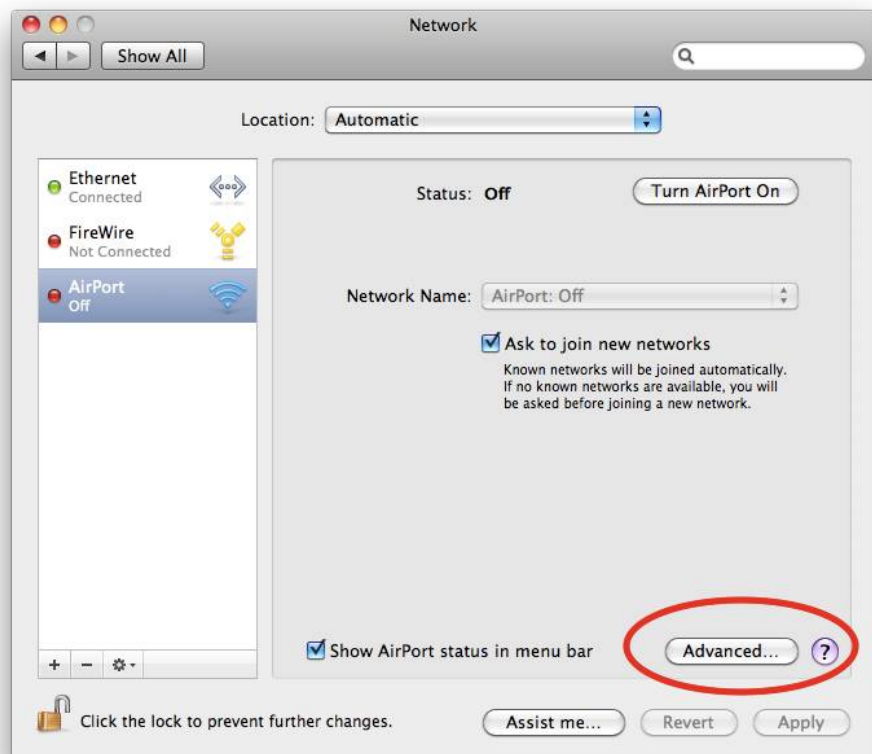 Network
Show All
Location: Automatic
Ethernet
Connected
FireWire
Not Connected
AirPort
Off
Status: Off
Turn AirPort On
Network Name: AirPort: Off
Ask to join new networks
Known networks will be joined automatically.
If no known networks are available, you will
be asked before joining a new network.
Show AirPort status in menu bar
Advanced...
?
Click the lock to prevent further changes.
Assist me...
Revert
Apply